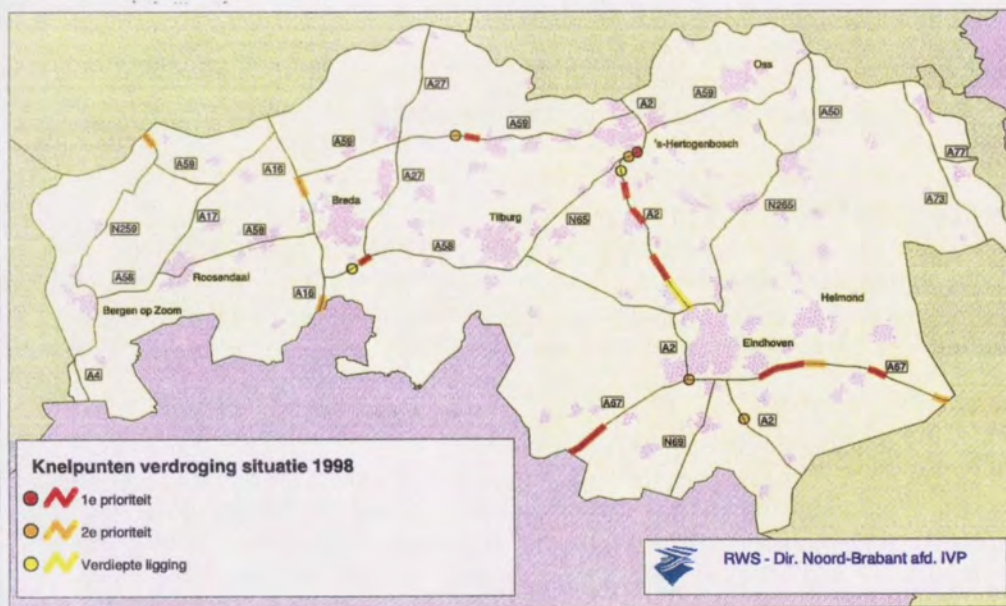 Oss
A27
A2
A59
A50
A59
A59
's-Hertogenbosch
A59
A16
A77
A27
Breda
A17
N65
A2
N265
A73
Tilburg
N259
A58
A58
A58
Roosendaal
A16
Helmond
Bergen op Zoom
Eindhoven
A2
A4
A67
A67
A2
N69
Knelpunten verdroging situatie 1998
1e prioriteit
2e prioriteit
Verdiepte ligging
RWS - Dir. Noord-Brabant afd. IVP